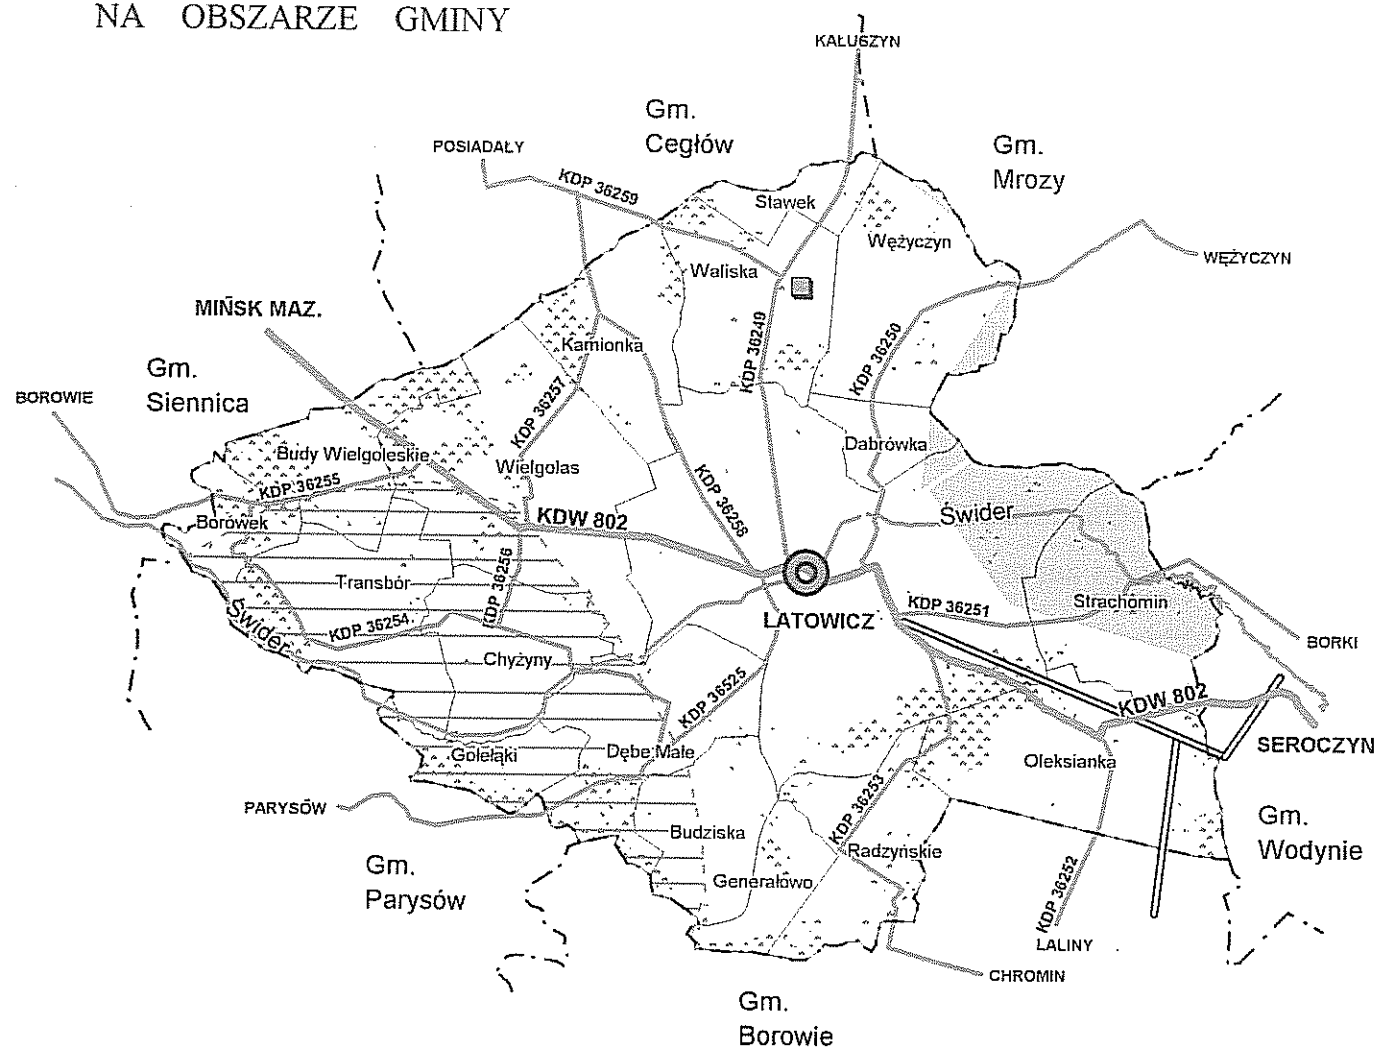 NA OBSZARZE GMINY
KAŁUSZYN
Gm.
Cegłów
POSIADAŁY
Gm.
Mrozy
KDP 36259
Sławek
Wężyczyn
WĘŻYCZYN
Waliska
MIŃSK MAZ.
KDP 36249
KDP 36250
Kamionka
Gm.
Siennica
BOROWIE
KDP 36257
Dabrówka
Budy Wielgoleskie
Wielgolas
KDP 36255
KDP 36258
Borówek
KDW 802
Świder
KDP 36256
Transbór
Strachomin
KDP 36251
Świder
KDP 36254
LATOWICZ
BORKI
Chyżyny
KDP 36525
KDW 802
SEROCZYN
Gołełąki
Dębe Małe
Oleksianka
PARYSÓW
KDP 36253
Gm.
Wodynie
Budziska
Radzyńskie
Gm.
Parysów
Generałowo
KDP 36252
LALINY
CHROMIN
Gm.
Borowie